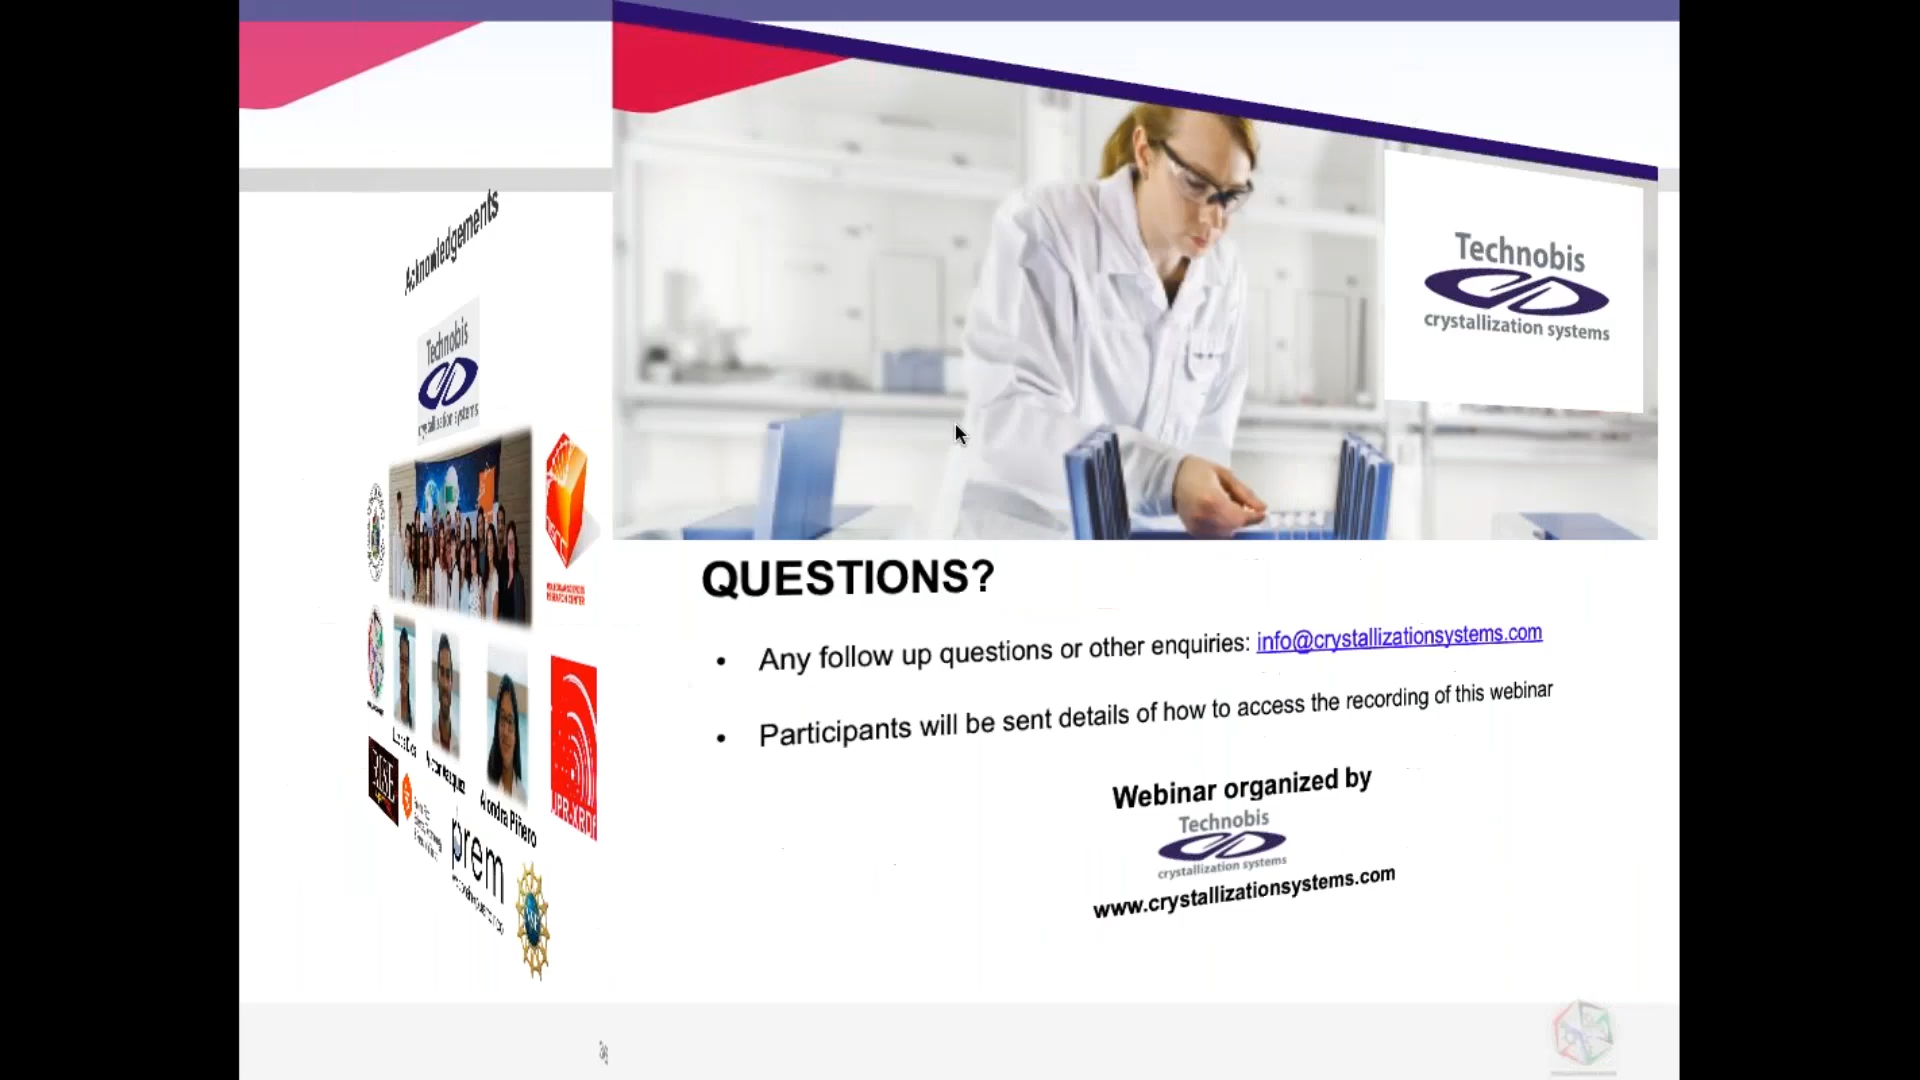 Acknowledgements
Technobis
crystallization systems
Alondra Piñero
RISE
prem
UPR-XRDF
Technobis
crystallization systems
QUESTIONS?
• Any follow up questions or other enquiries: info@crystallizationsystems.com
• Participants will be sent details of how to access the recording of this webinar
Webinar organized by
Technobis
crystallization systems
www.crystallizationsystems.com